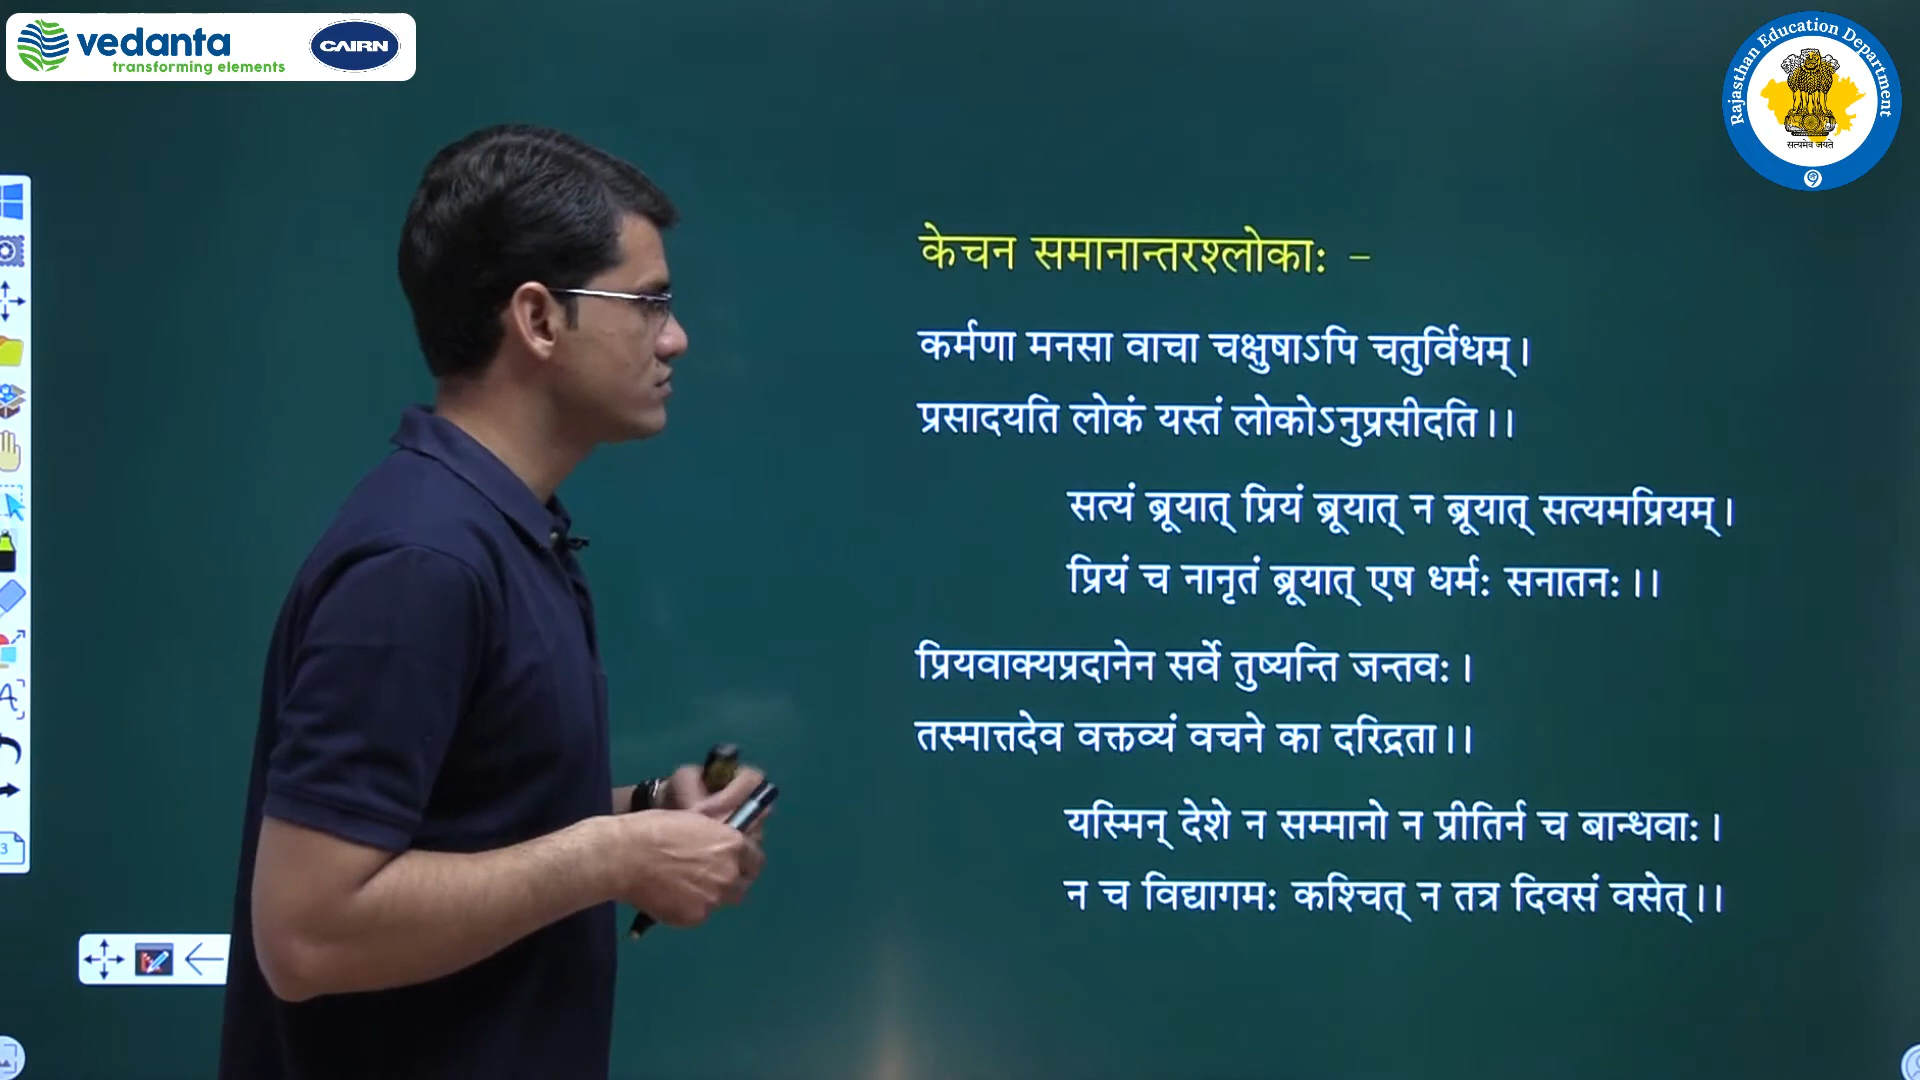 vedanta
transforming elements
CAIRN
Rajasthan Education Department
सत्यमेव जयते
केचन समानान्तरश्लोकाः –
कर्मणा मनसा वाचा चक्षुषाऽपि चतुर्विधम्।
प्रसादयति लोकं यस्तं लोकोऽनुप्रसीदति।।
सत्यं ब्रूयात् प्रियं ब्रूयात् न ब्रूयात् सत्यमप्रियम्।
प्रियं च नानृतं ब्रूयात् एष धर्मः सनातनः।।
प्रियवाक्यप्रदानेन सर्वे तुष्यन्ति जन्तवः।
तस्मात्तदेव वक्तव्यं वचने का दरिद्रता।।
यस्मिन् देशे न सम्मानो न प्रीतिर्न च बान्धवाः।
न च विद्यागमः कश्चित् न तत्र दिवसं वसेत्।।
3